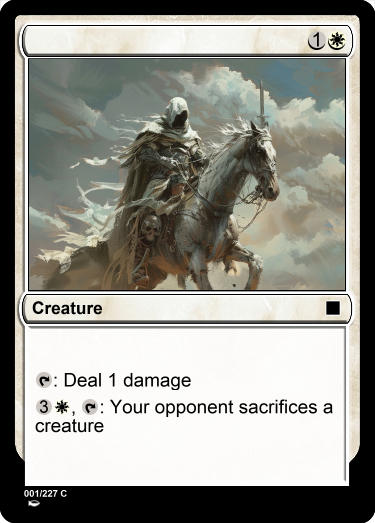 1
Creature
: Deal 1 damage
3 , : Your opponent sacrifices a
creature
001/227 C